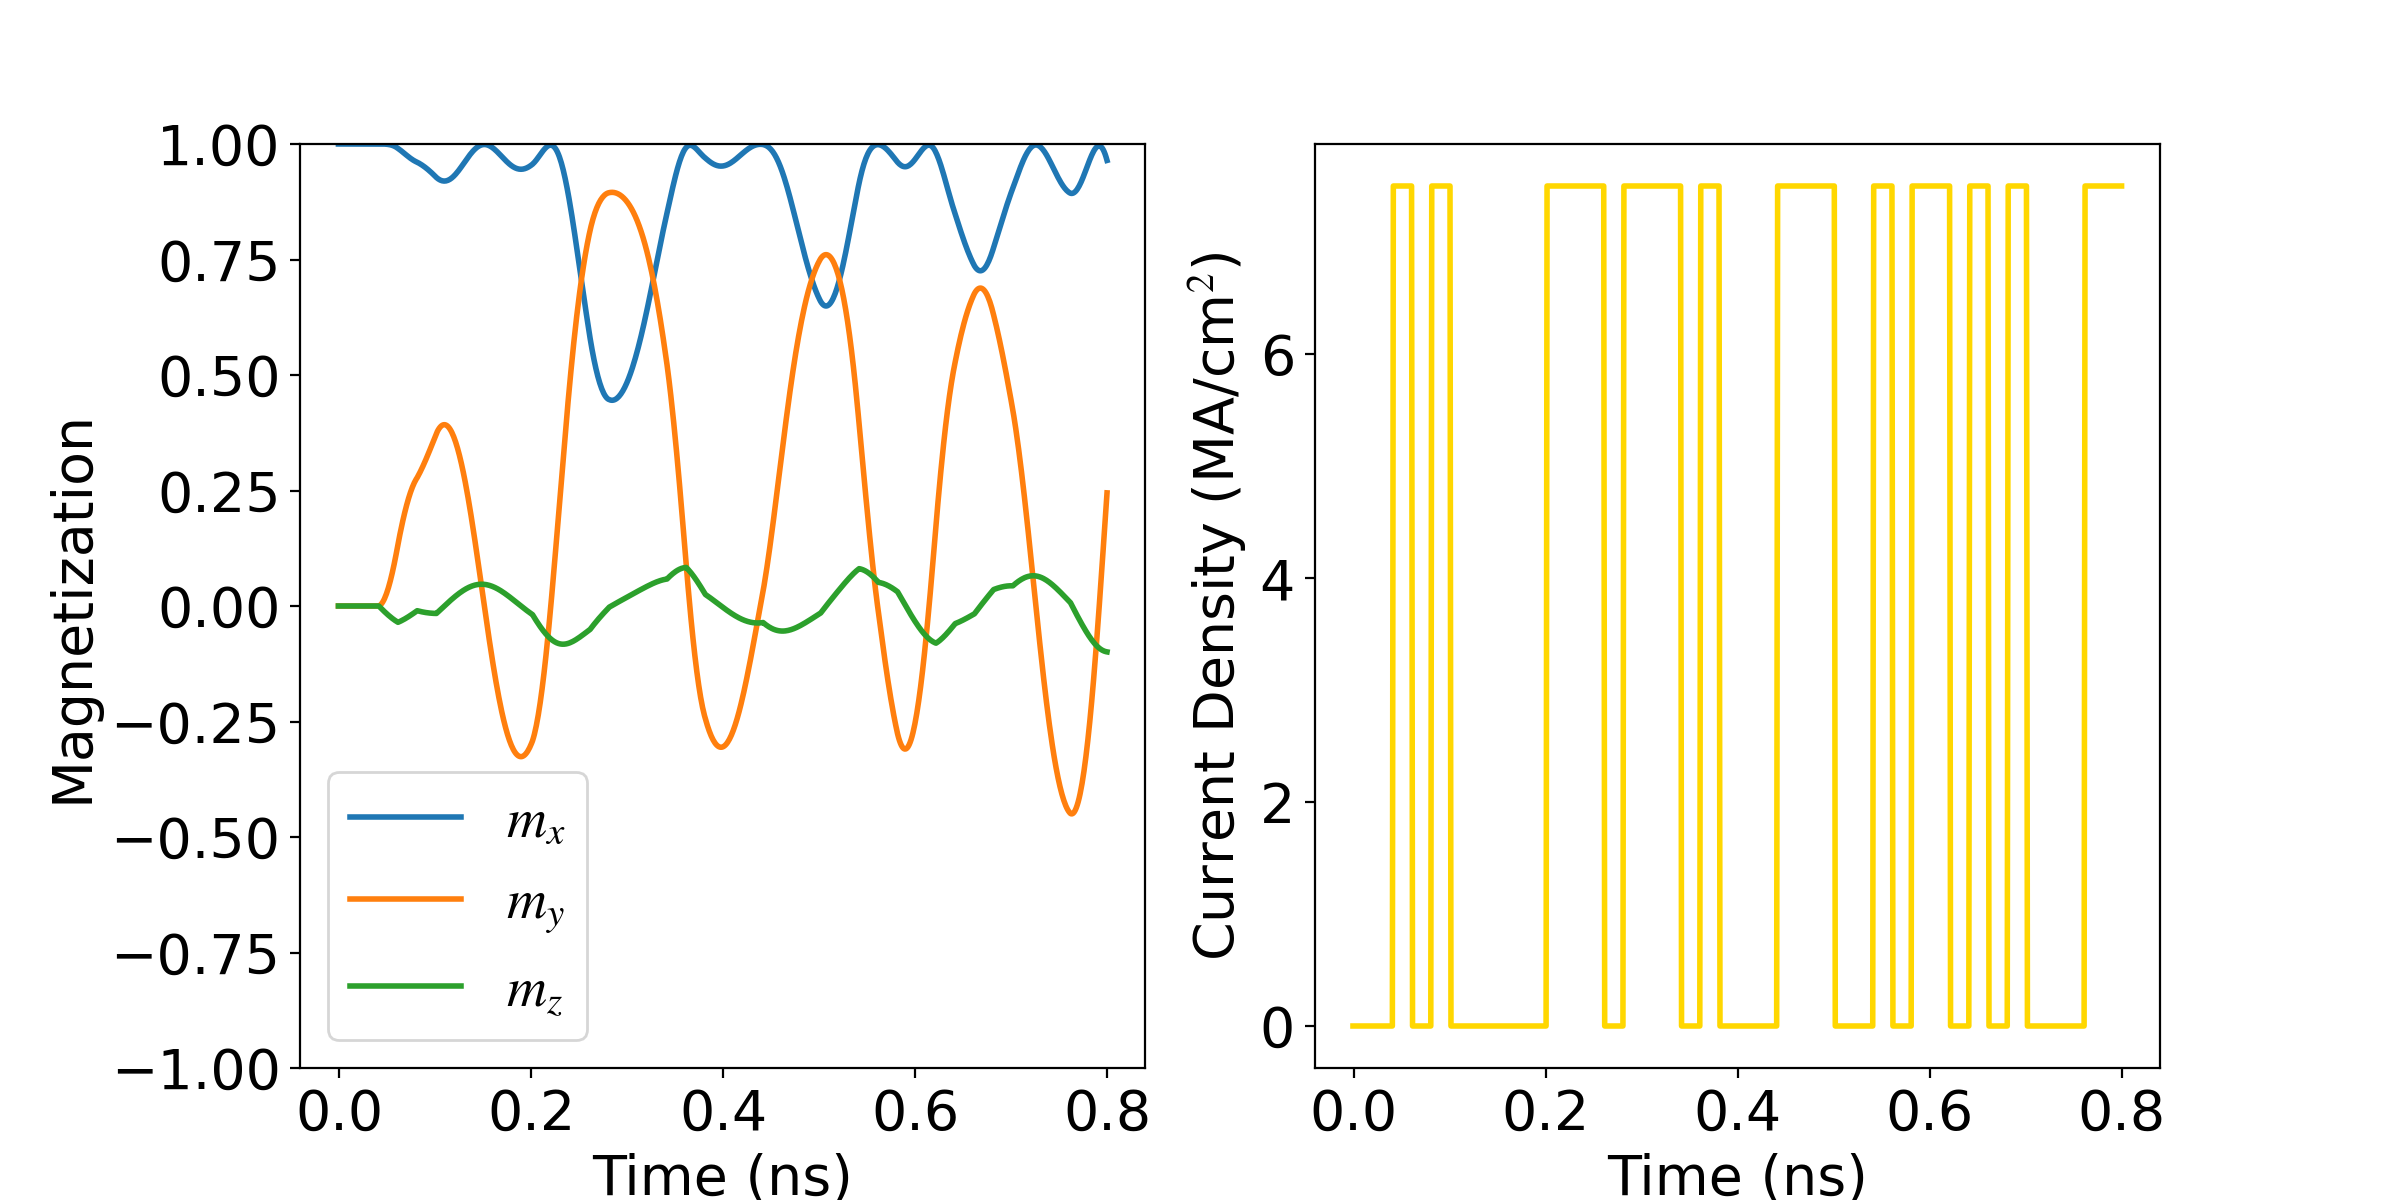 1.00
0.75
0.50
0.25
0.00
−0.25
−0.50
−0.75
−1.00
Magnetization
0.0 0.2 0.4 0.6 0.8
Time (ns)
m_x
m_y
m_z
6
4
2
0
Current Density (MA/cm²)
0.0 0.2 0.4 0.6 0.8
Time (ns)